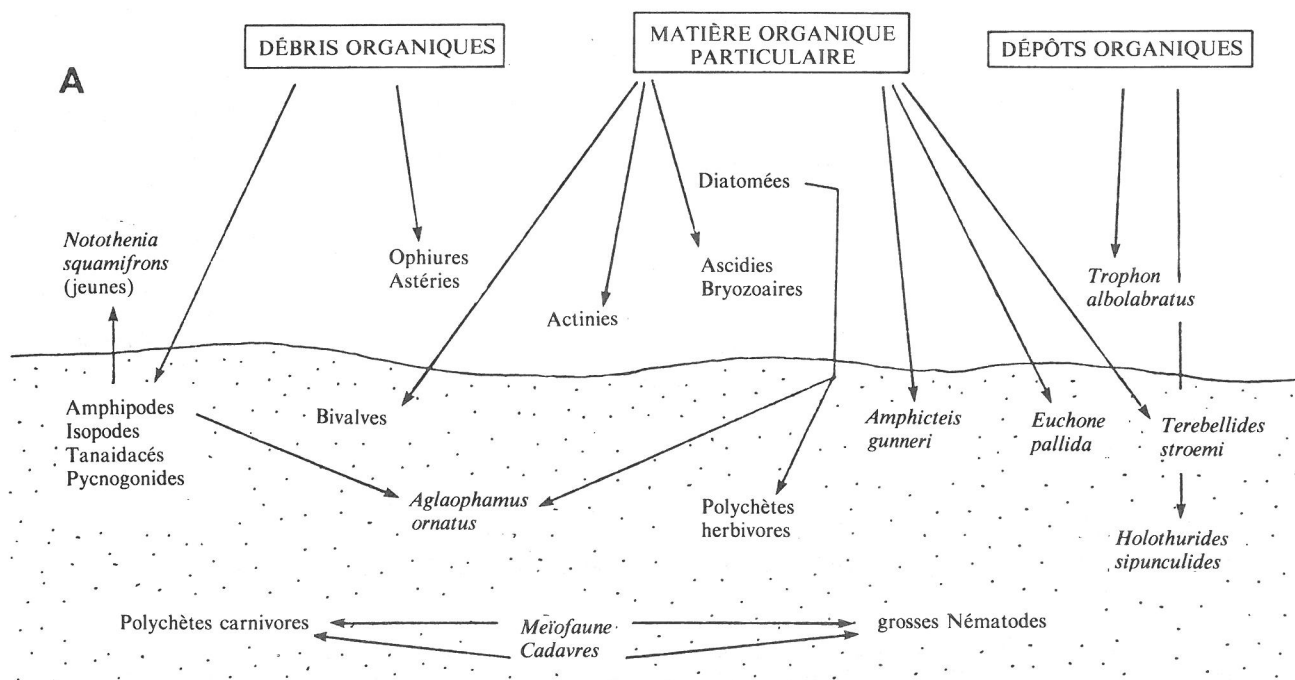 DÉBRIS ORGANIQUES
MATIÈRE ORGANIQUE
PARTICULAIRE
DÉPÔTS ORGANIQUES
A
Diatomées
Notothenia
squamifrons
(jeunes)
Ophiures
Astéries
Ascidies
Bryozoaires
Trophon
albolabratus
Actinies
Amphipodes
Isopodes
Tanaidacés
Pycnogonides
Bivalves
Amphicteis
gunneri
Euchone
pallida
Terebellides
stroemi
Aglaophamus
ornatus
Polychètes
herbivores
Holothurides
sipunculides
Polychètes carnivores
Meïofaune
Cadavres
grosses Nématodes